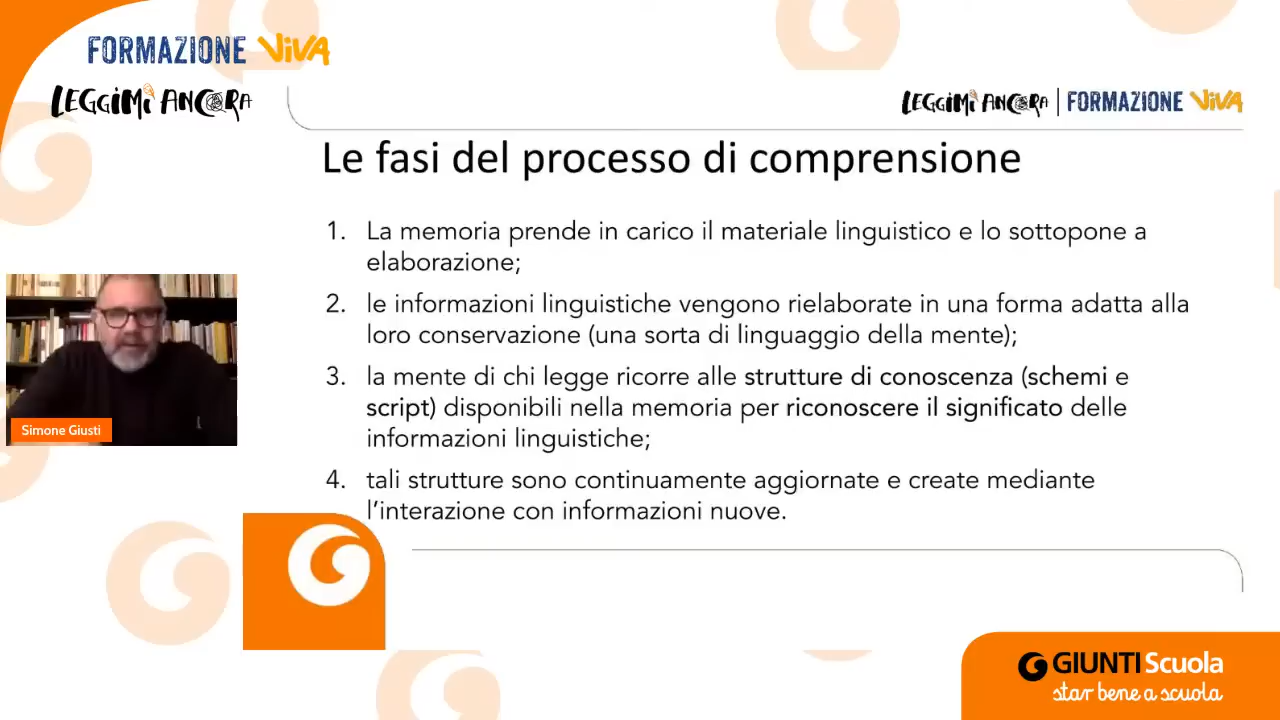 FORMAZIONE VIVA
LEGGIMI ANCORA
LEGGIMI ANCORA | FORMAZIONE VIVA
Le fasi del processo di comprensione
1. La memoria prende in carico il materiale linguistico e lo sottopone a
elaborazione;
2. le informazioni linguistiche vengono rielaborate in una forma adatta alla
loro conservazione (una sorta di linguaggio della mente);
3. la mente di chi legge ricorre alle strutture di conoscenza (schemi e
script) disponibili nella memoria per riconoscere il significato delle
informazioni linguistiche;
4. tali strutture sono continuamente aggiornate e create mediante
l’interazione con informazioni nuove.
Simone Giusti
GIUNTI Scuola
star bene a scuola